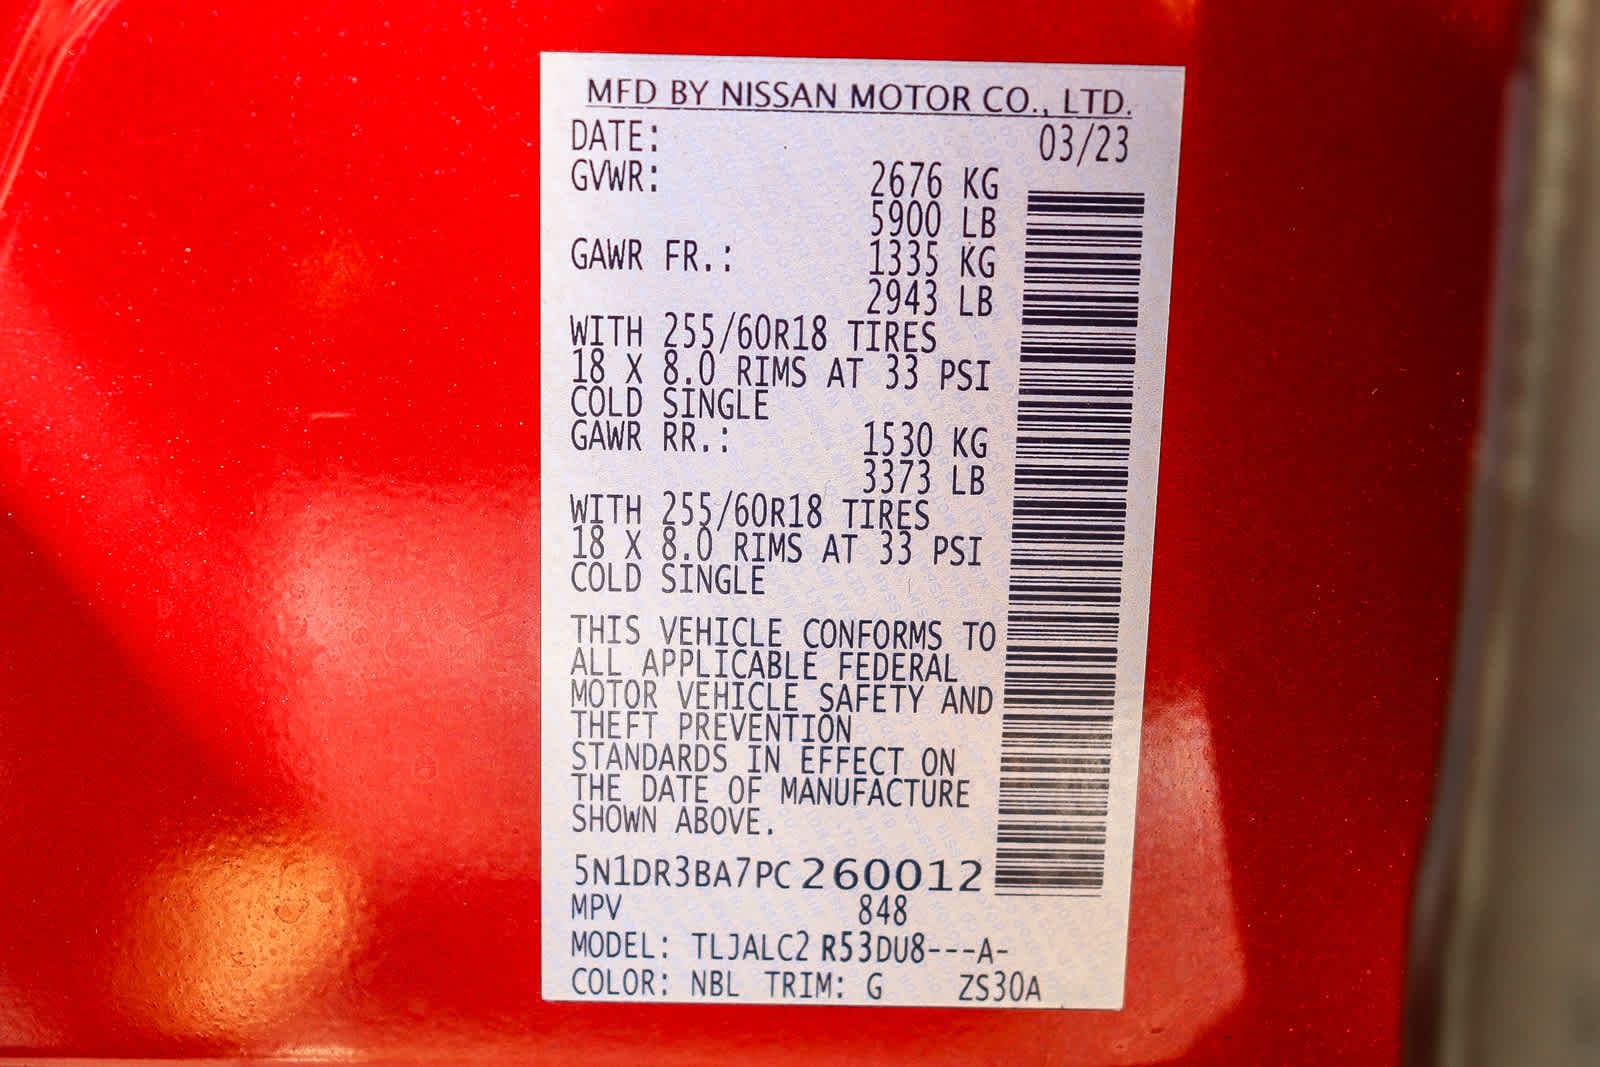 MFD BY NISSAN MOTOR CO., LTD.
DATE: 03/23
GVWR: 2676 KG
5900 LB
GAWR FR.: 1335 KG
2943 LB
WITH 255/60R18 TIRES
18 X 8.0 RIMS AT 33 PSI
COLD SINGLE
GAWR RR.: 1530 KG
3373 LB
WITH 255/60R18 TIRES
18 X 8.0 RIMS AT 33 PSI
COLD SINGLE
THIS VEHICLE CONFORMS TO
ALL APPLICABLE FEDERAL
MOTOR VEHICLE SAFETY AND
THEFT PREVENTION
STANDARDS IN EFFECT ON
THE DATE OF MANUFACTURE
SHOWN ABOVE.
5N1DR3BA7PC260012
MPV 848
MODEL: TLJALC2 R53DU8---A-
COLOR: NBL TRIM: G ZS30A